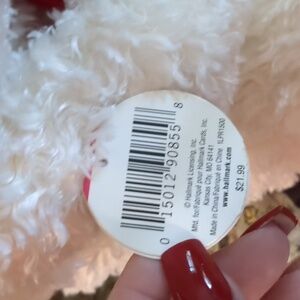 0 15012 90855 8
© Hallmark Licensing, Inc.
Mfd. for/Fabriqué pour Hallmark Cards, Inc.
Kansas City, MO 64141
Made in China/Fabriqué en Chine 1LPR1500
www.hallmark.com
$21.99